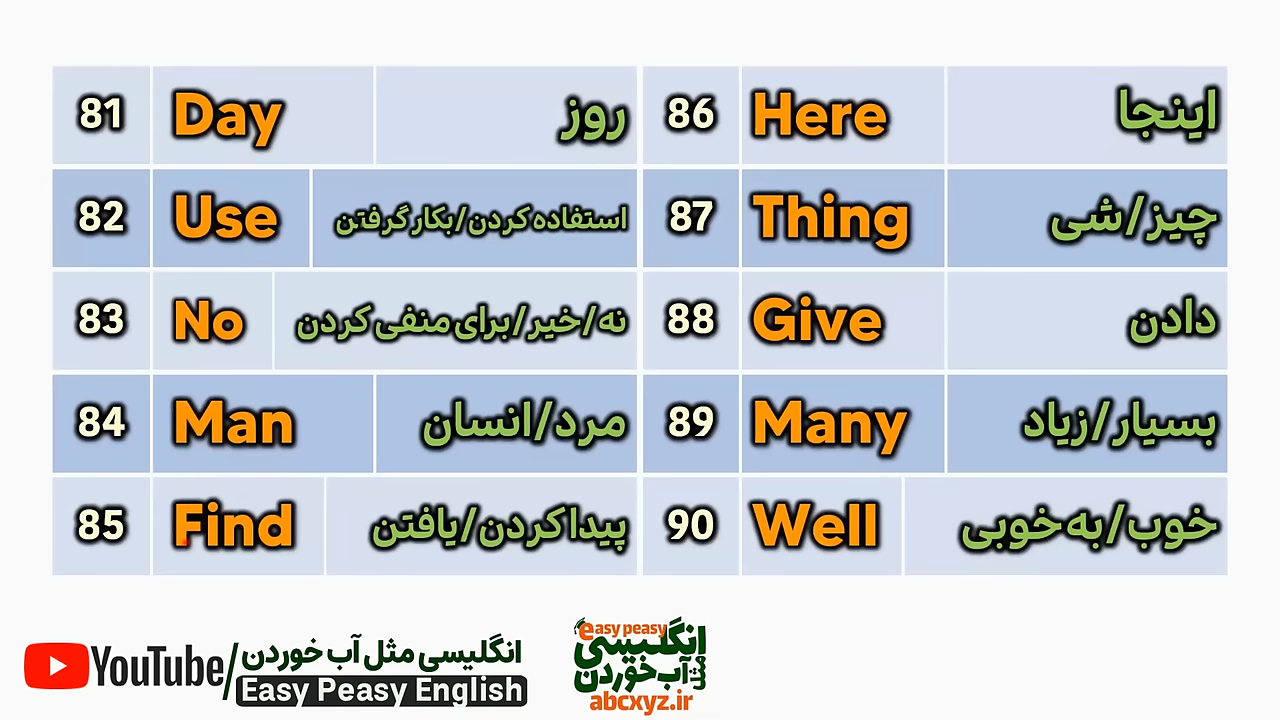 81 Day روز
82 Use استفاده کردن/بکار گرفتن
83 No نه/خیر/برای منفی کردن
84 Man مرد/انسان
85 Find پیدا کردن/یافتن
86 Here اینجا
87 Thing چیز/شی
88 Give دادن
89 Many بسیار/زیاد
90 Well خوب/به خوبی
YouTube/انگلیسی مثل آب خوردن
Easy Peasy English
easy peasy
انگلیسی
مثل آب خوردن
abcxyz.ir